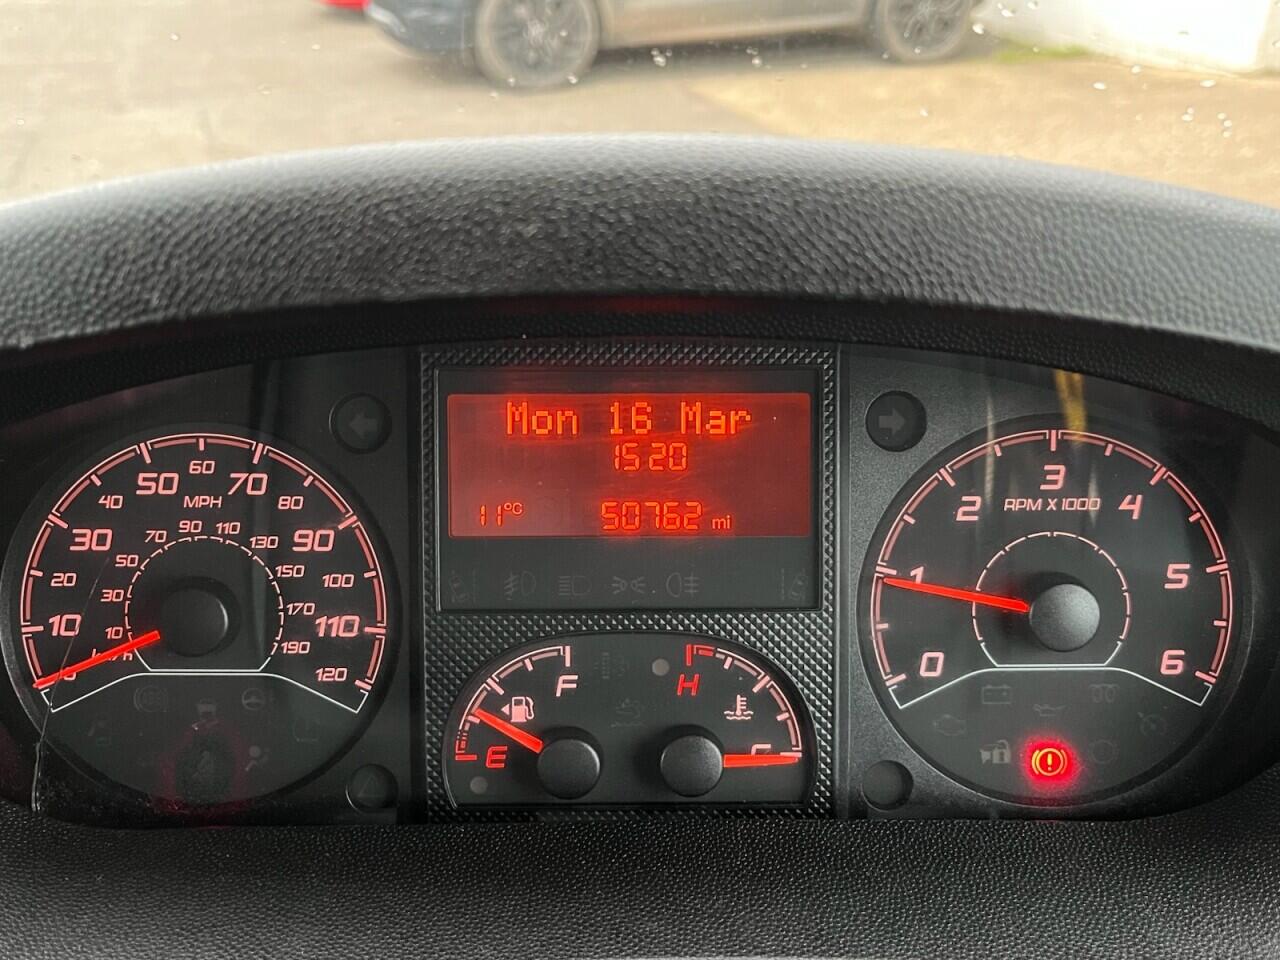 Mon 16 Mar
15:20
11°C
50762 mi
10 20 30 40 50 60 70 80 90 100 110 120
MPH
10 30 50 70 90 110 130 150 170 190
km/h
0 1 2 3 4 5 6
RPM X 1000
F
E
H
C